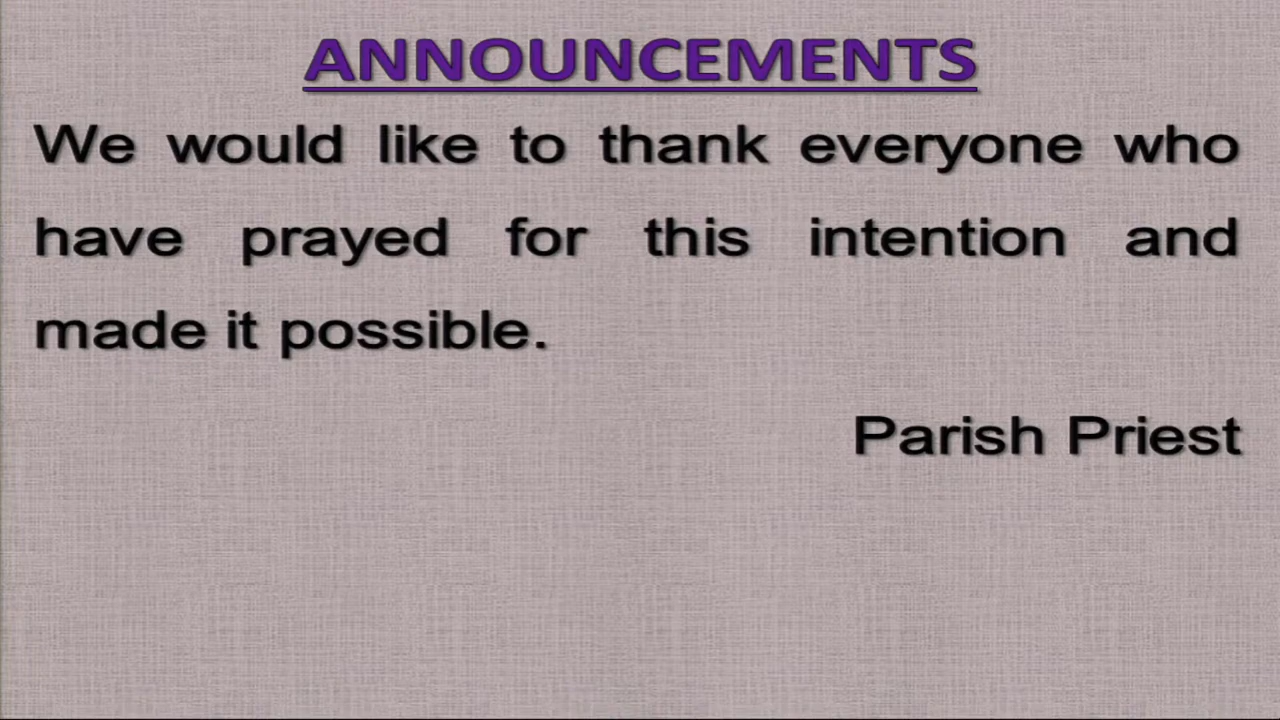 ANNOUNCEMENTS
We would like to thank everyone who
have prayed for this intention and
made it possible.
Parish Priest